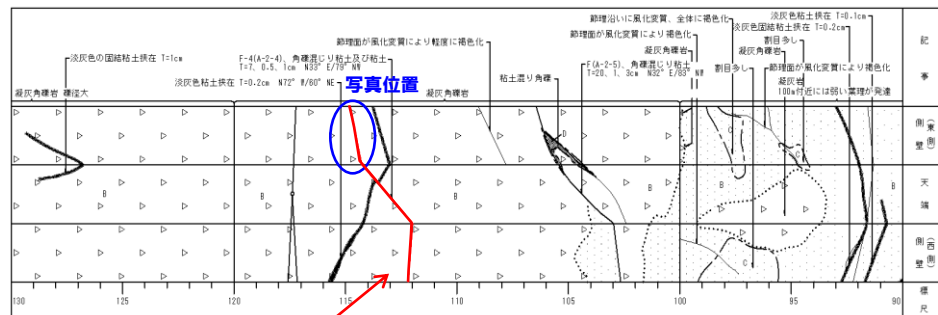 節理沿いに風化変質、全体に褐色化
淡灰色粘土挟在 T=0.1cm
節理面が風化変質により軽度に褐色化
節理面が風化変質により褐色化
淡灰色固結粘土挟在 T=0.2cm
凝灰角礫岩
割目多し
凝灰角礫岩
記事
淡灰色の固結粘土挟在 T=1cm
F-4(A-2-4)、角礫混じり粘土及び粘土
T=7、0.5、1cm N33°E/79°NW
粘土混り角礫
F(A-2-5)、角礫混じり粘土
T=20、1、3cm N32°E/83°NW
割目多し
節理面が風化変質により褐色化
淡灰色粘土挟在 T=0.2cm N72°W/60°NE
写真位置
凝灰岩
100m付近には弱い葉理が発達
凝灰角礫岩 礫径大
凝灰角礫岩
凝灰角礫岩
側壁(東側)
D
C
C
B
B
B
B
B
B
天端
側壁(西側)
C
130
125
120
115
110
105
100
95
90
標尺